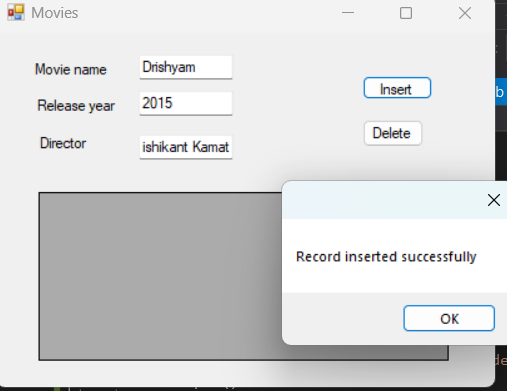 Movies
Movie name
Drishyam
Insert
Release year
2015
Delete
Director
ishikant Kamat
Record inserted successfully
OK